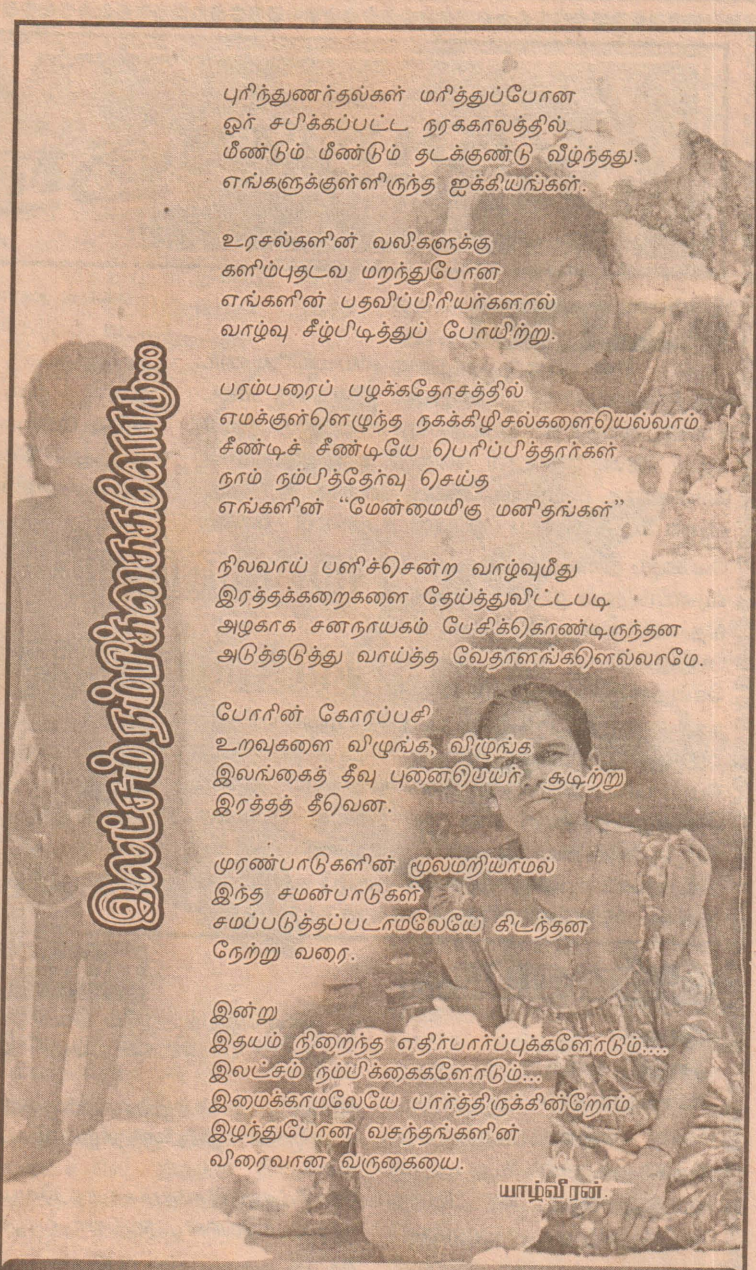 இலட்சம் நம்பிக்கைகளோடு...
புரிந்துணர்தல்கள் மரித்துப்போன
ஓர் சபிக்கப்பட்ட நரககாலத்தில்
மீண்டும் மீண்டும் தடக்குண்டு வீழ்ந்தது.
எங்களுக்குள்ளிருந்த ஐக்கியங்கள்.
உரசல்களின் வலிகளுக்கு
களிம்புதடவ மறந்துபோன
எங்களின் பதவிப்பிரியர்களால்
வாழ்வு சீழ்பிடித்துப் போயிற்று.
பரம்பரைப் பழக்கதோசத்தில்
எமக்குள்ளெழுந்த நகக்கிழிசல்களையெல்லாம்
சீண்டிச் சீண்டியே பெரிப்பித்தார்கள்
நாம் நம்பித்தேர்வு செய்த
எங்களின் “மேன்மைமிகு மனிதங்கள்”
நிலவாய் பளிச்சென்ற வாழ்வுமீது
இரத்தக்கறைகளை தேய்த்துவிட்டபடி
அழகாக சனநாயகம் பேசிக்கொண்டிருந்தன
அடுத்தடுத்து வாய்த்த வேதாளங்களெல்லாமே.
போரின் கோரப்பசி
உறவுகளை விழுங்க, விழுங்க
இலங்கைத் தீவு புனைபெயர் சூடிற்று
இரத்தத் தீவென.
முரண்பாடுகளின் மூலமறியாமல்
இந்த சமன்பாடுகள்
சமப்படுத்தப்படாமலேயே கிடந்தன
நேற்று வரை.
இன்று
இதயம் நிறைந்த எதிர்பார்ப்புக்களோடும்....
இலட்சம் நம்பிக்கைகளோடும்...
இமைக்காமலேயே பார்த்திருக்கின்றோம்
இழந்துபோன வசந்தங்களின்
விரைவான வருகையை.
யாழ்வீரன்.